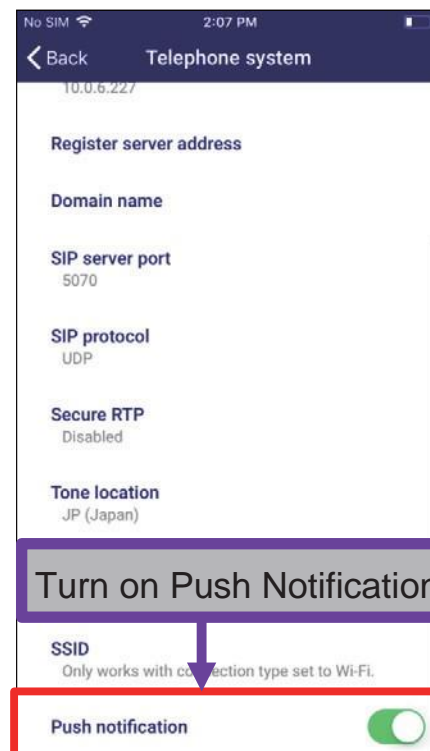 No SIM 2:07 PM
Back Telephone system
10.0.6.227
Register server address
Domain name
SIP server port
5070
SIP protocol
UDP
Secure RTP
Disabled
Tone location
JP (Japan)
Turn on Push Notification
SSID
Only works with connection type set to Wi-Fi.
Push notification